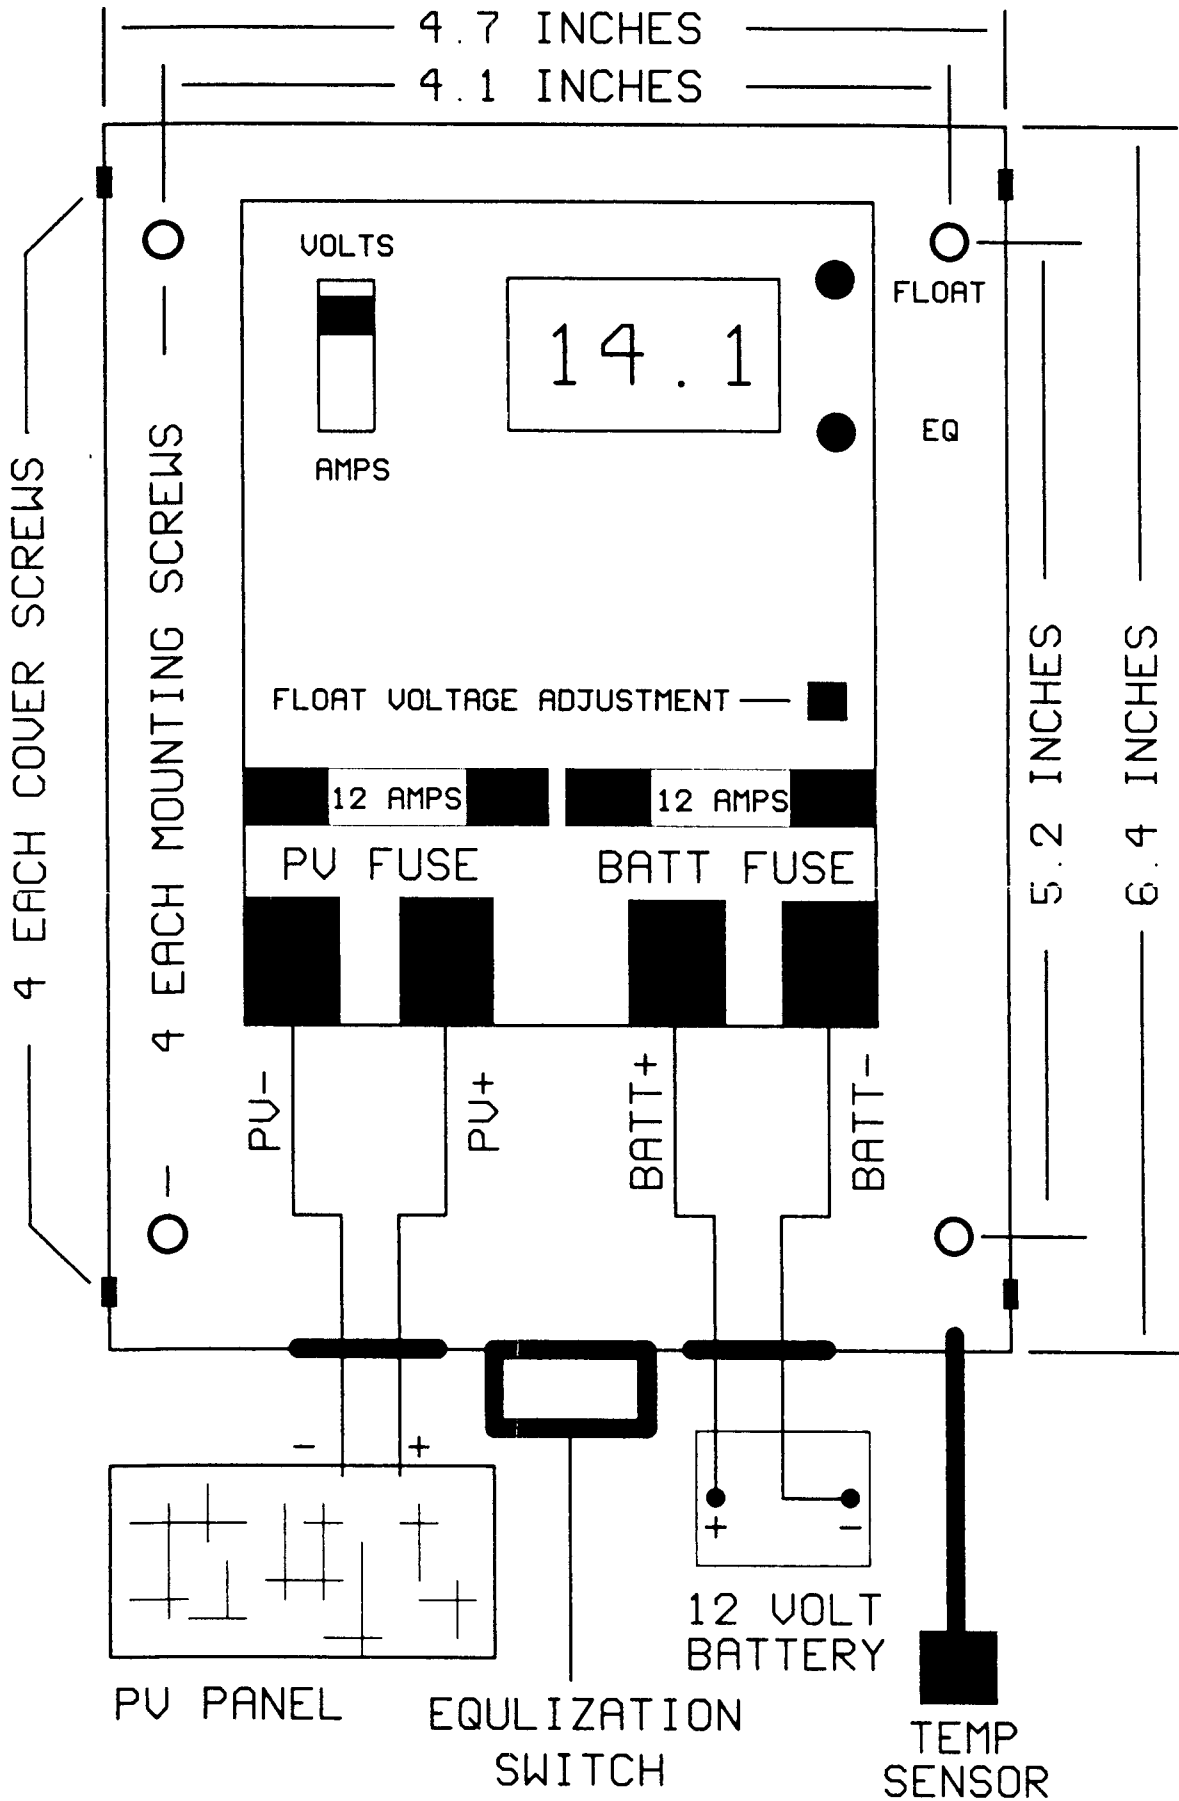 4.7 INCHES
4.1 INCHES
VOLTS
14.1
FLOAT
EQ
AMPS
4 EACH COVER SCREWS
4 EACH MOUNTING SCREWS
5.2 INCHES
6.4 INCHES
FLOAT VOLTAGE ADJUSTMENT
12 AMPS
12 AMPS
PV FUSE
BATT FUSE
PV-
PV+
BATT+
BATT-
- +
+ -
12 VOLT
BATTERY
PV PANEL
EQULIZATION
SWITCH
TEMP
SENSOR